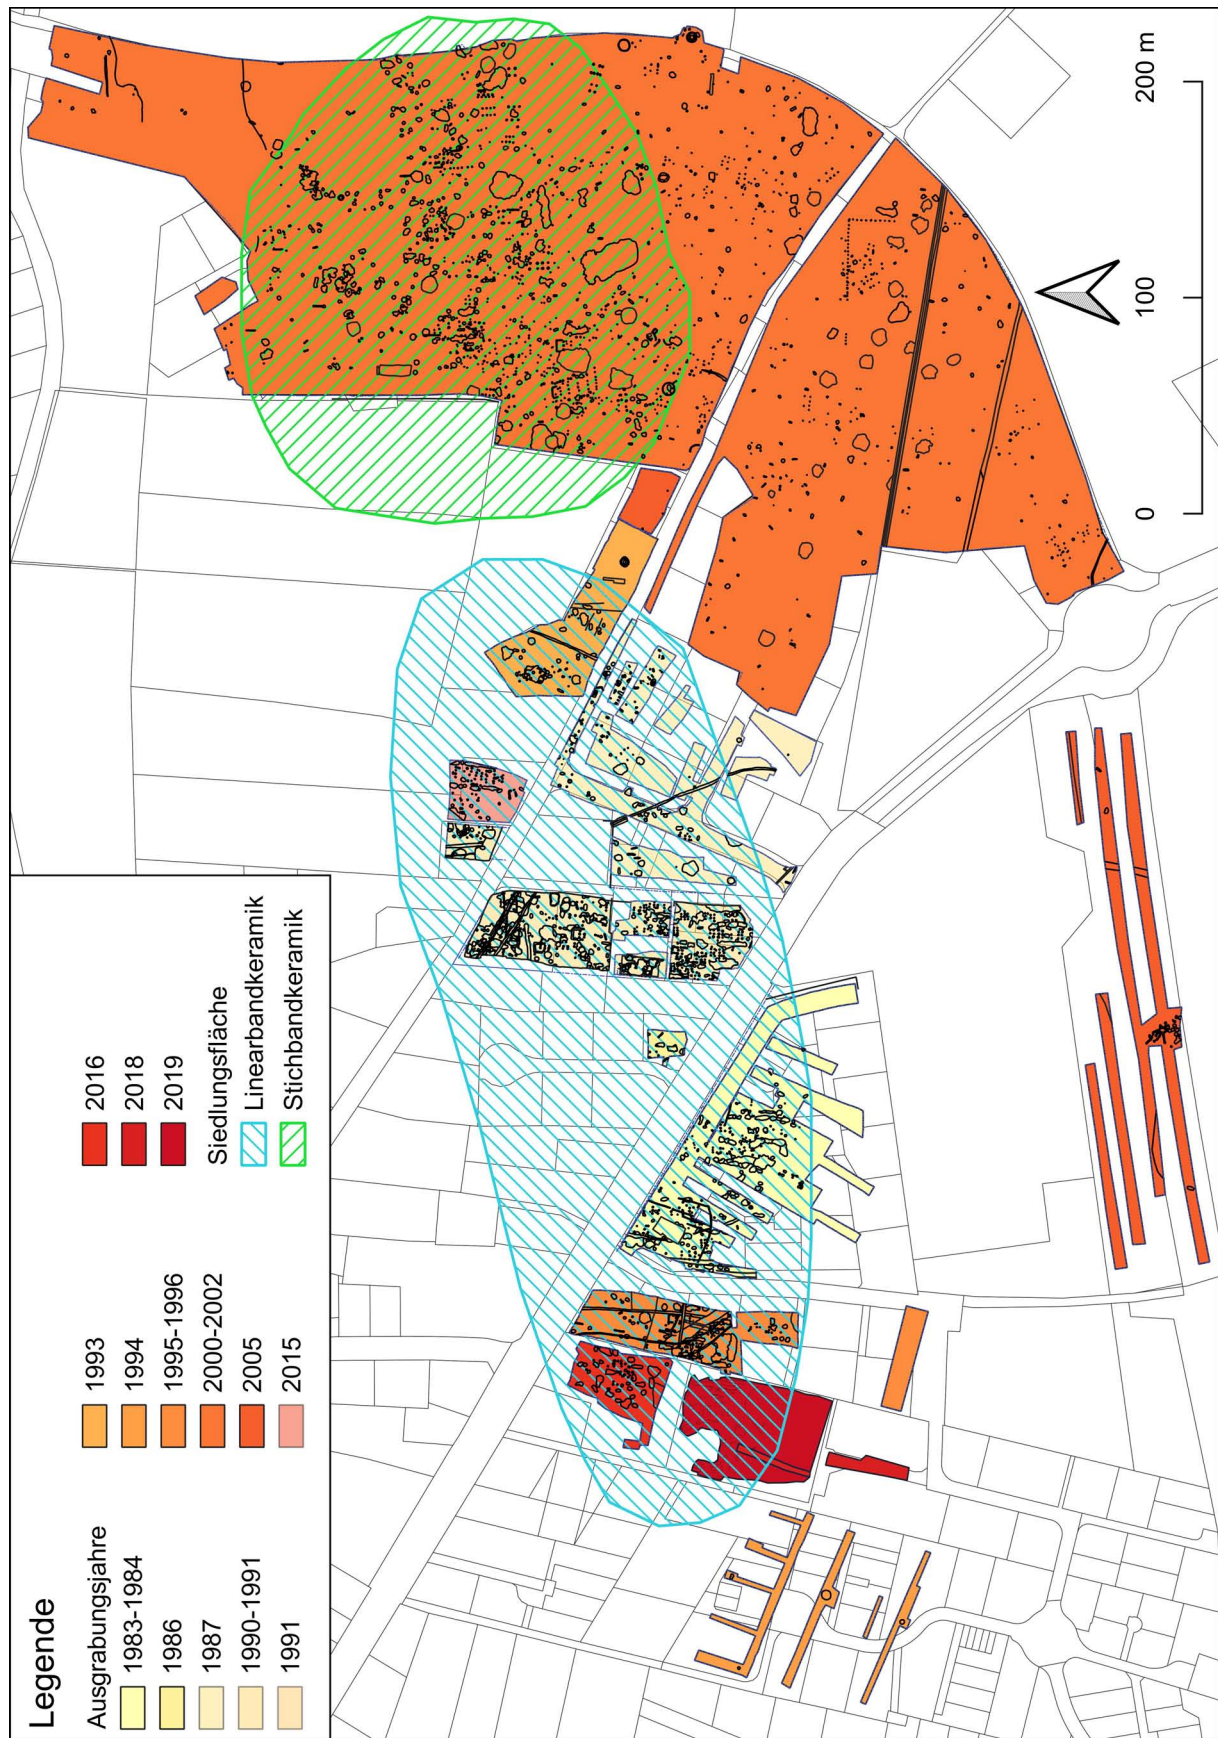 Legende
Ausgrabungsjahre
1983-1984
1986
1987
1990-1991
1991
1993
1994
1995-1996
2000-2002
2005
2015
2016
2018
2019
Siedlungsfläche
Linearbandkeramik
Stichbandkeramik
0 100 200 m